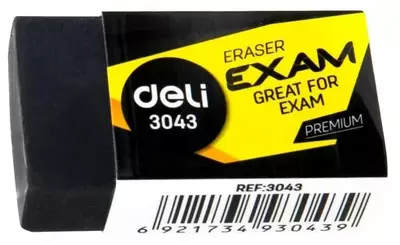 ERASER
EXAM
GREAT FOR
EXAM
deli
3043
PREMIUM
REF:3043
6 921734 930439